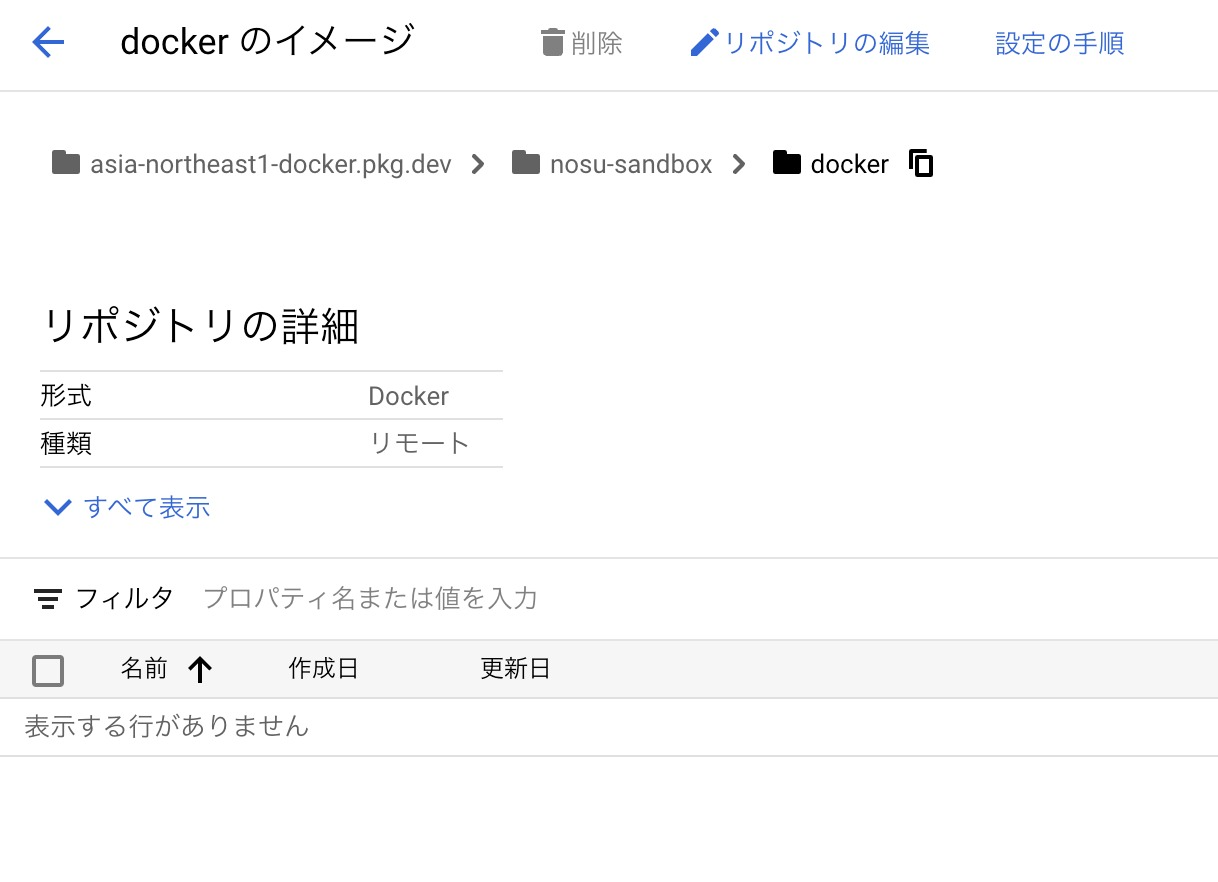 docker のイメージ 削除 リポジトリの編集 設定の手順
asia-northeast1-docker.pkg.dev nosu-sandbox docker
リポジトリの詳細
形式 Docker
種類 リモート
すべて表示
フィルタ プロパティ名または値を入力
名前 作成日 更新日
表示する行がありません